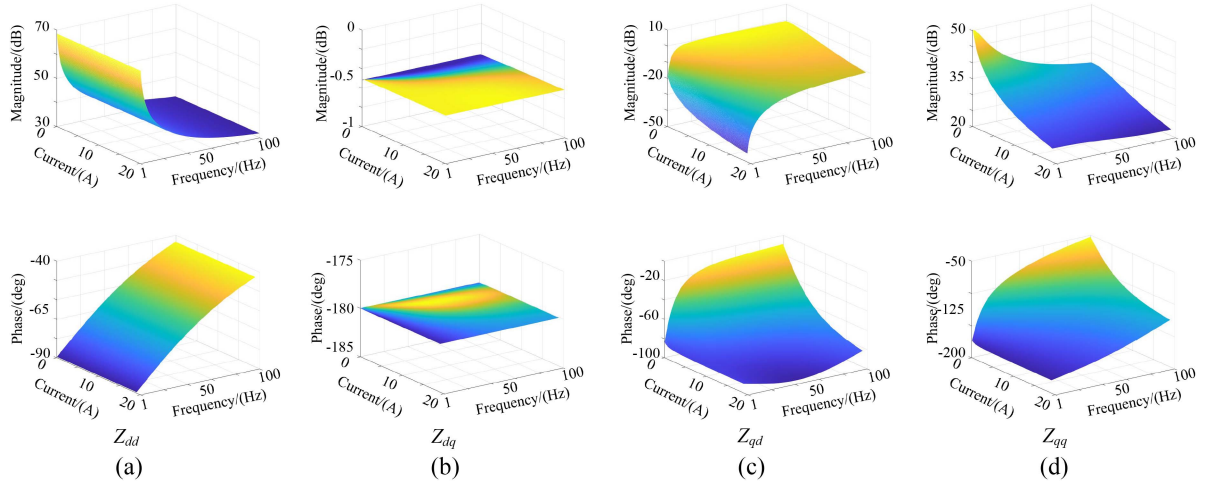 70
50
30
Magnitude/(dB)
0
10
20
Current/(A)
1
50
100
Frequency/(Hz)
0
-0.5
-1
Magnitude/(dB)
0
10
20
Current/(A)
1
50
100
Frequency/(Hz)
10
-20
-50
Magnitude/(dB)
0
10
20
Current/(A)
1
50
100
Frequency/(Hz)
50
35
20
Magnitude/(dB)
0
10
20
Current/(A)
1
50
100
Frequency/(Hz)
-40
-65
-90
Phase/(deg)
0
10
20
Current/(A)
1
50
100
Frequency/(Hz)
-175
-180
-185
Phase/(deg)
0
10
20
Current/(A)
1
50
100
Frequency/(Hz)
-20
-60
-100
Phase/(deg)
0
10
20
Current/(A)
1
50
100
Frequency/(Hz)
-50
-125
-200
Phase/(deg)
0
10
20
Current/(A)
1
50
100
Frequency/(Hz)
Zdd
Zdq
Zqd
Zqq
(a)
(b)
(c)
(d)